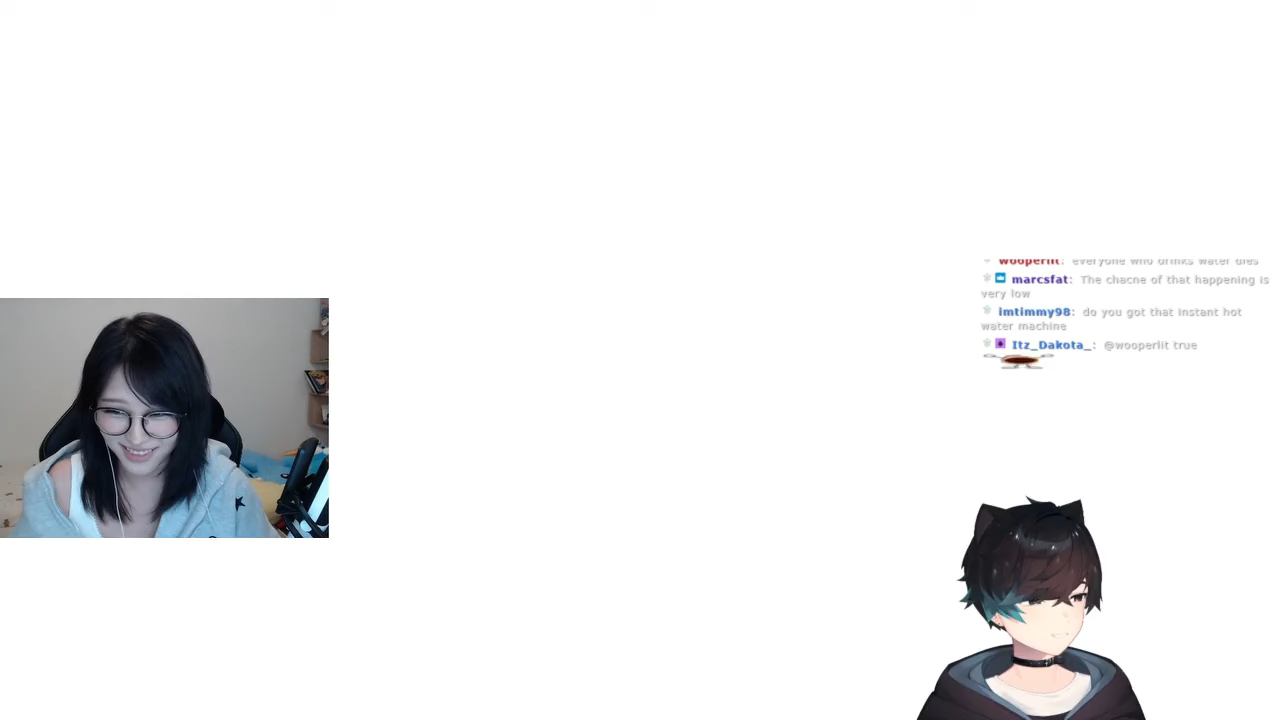 wooperlit: everyone who drinks water dies
marcsfat: The chacne of that happening is
very low
imtimmy98: do you got that instant hot
water machine
Itz_Dakota_: @wooperlit true